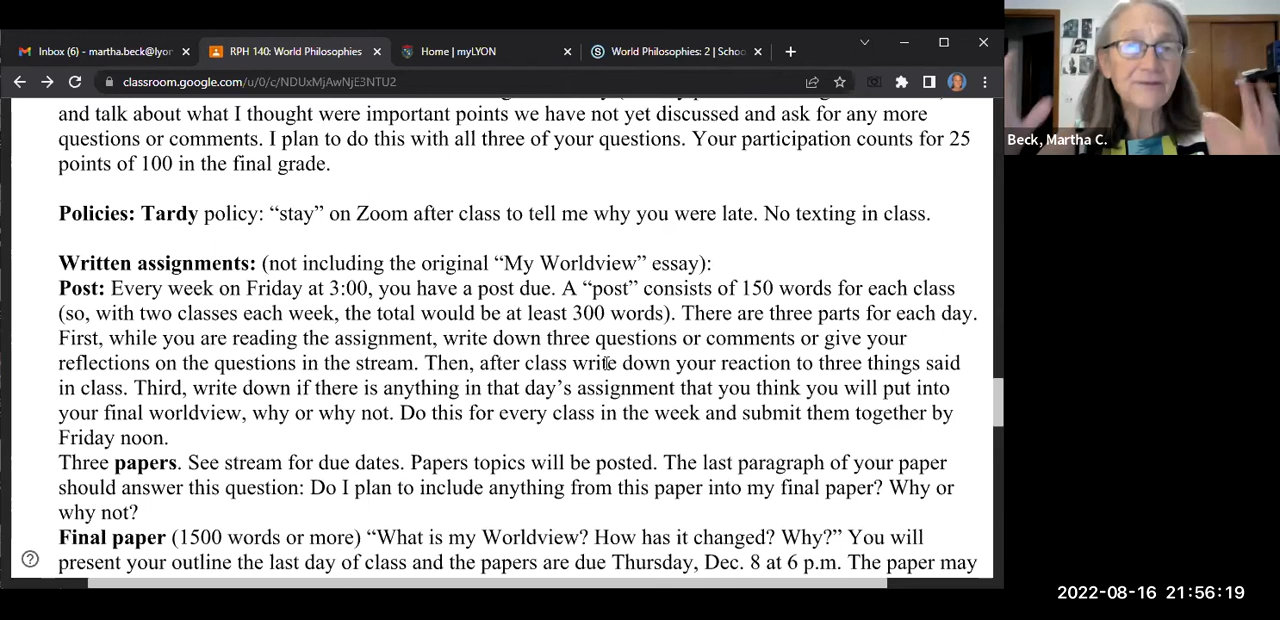 Inbox (6) - martha.beck@lyon
RPH 140: World Philosophies
Home | myLYON
World Philosophies: 2 | Schoo
classroom.google.com/u/0/c/NDUxMjAwNjE3NTU2
and talk about what I thought were important points we have not yet discussed and ask for any more
questions or comments. I plan to do this with all three of your questions. Your participation counts for 25
points of 100 in the final grade.
Policies: Tardy policy: “stay” on Zoom after class to tell me why you were late. No texting in class.
Written assignments: (not including the original “My Worldview” essay):
Post: Every week on Friday at 3:00, you have a post due. A “post” consists of 150 words for each class
(so, with two classes each week, the total would be at least 300 words). There are three parts for each day.
First, while you are reading the assignment, write down three questions or comments or give your
reflections on the questions in the stream. Then, after class write down your reaction to three things said
in class. Third, write down if there is anything in that day’s assignment that you think you will put into
your final worldview, why or why not. Do this for every class in the week and submit them together by
Friday noon.
Three papers. See stream for due dates. Papers topics will be posted. The last paragraph of your paper
should answer this question: Do I plan to include anything from this paper into my final paper? Why or
why not?
Final paper (1500 words or more) “What is my Worldview? How has it changed? Why?” You will
present your outline the last day of class and the papers are due Thursday, Dec. 8 at 6 p.m. The paper may
Beck, Martha C.
2022-08-16 21:56:19